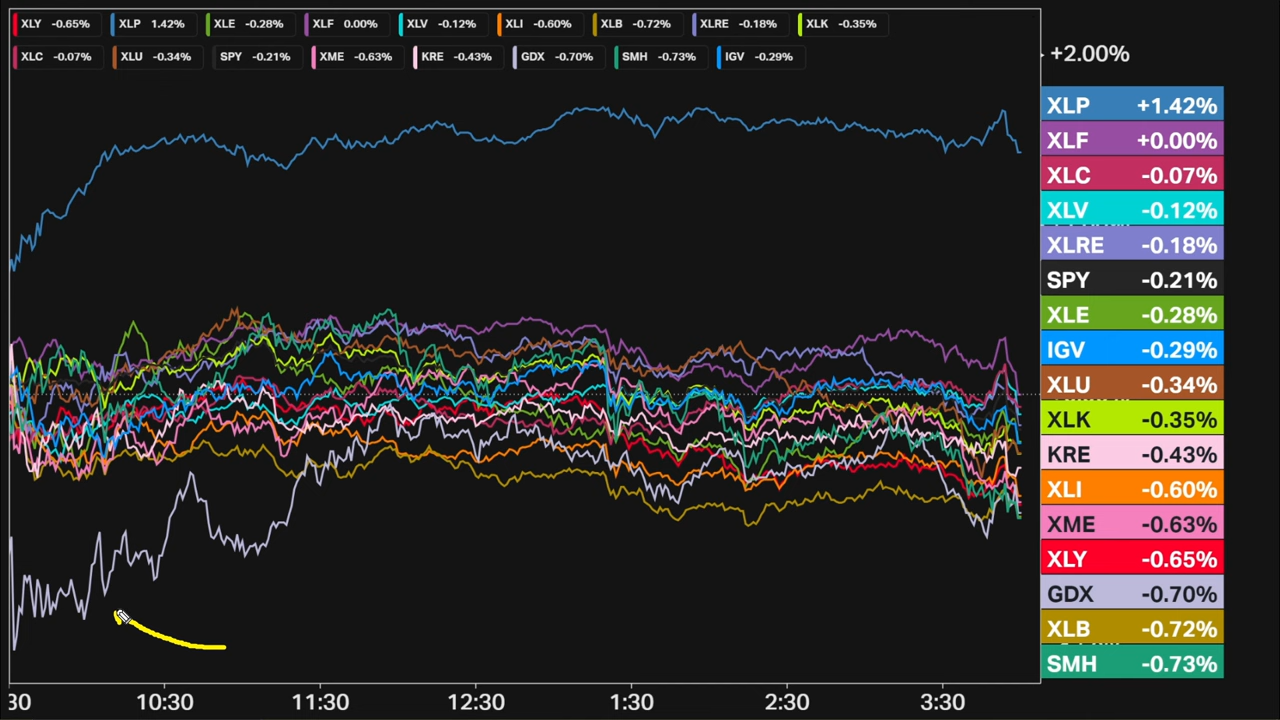 XLY -0.65% XLP 1.42% XLE -0.28% XLF 0.00% XLV -0.12% XLI -0.60% XLB -0.72% XLRE -0.18% XLK -0.35%
XLC -0.07% XLU -0.34% SPY -0.21% XME -0.63% KRE -0.43% GDX -0.70% SMH -0.73% IGV -0.29%
+2.00%
XLP +1.42%
XLF +0.00%
XLC -0.07%
XLV -0.12%
XLRE -0.18%
SPY -0.21%
XLE -0.28%
IGV -0.29%
XLU -0.34%
XLK -0.35%
KRE -0.43%
XLI -0.60%
XME -0.63%
XLY -0.65%
GDX -0.70%
XLB -0.72%
SMH -0.73%
:30 10:30 11:30 12:30 1:30 2:30 3:30